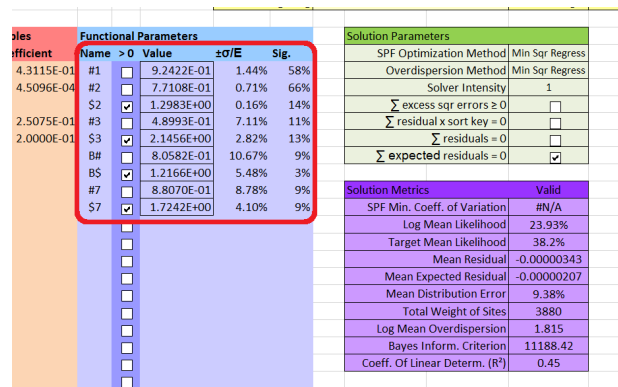 Functional Parameters
Name > 0 Value ±σ/E Sig.
4.3115E-01 #1 9.2422E-01 1.44% 58%
4.5096E-04 #2 7.7108E-01 0.71% 66%
$2 1.2983E+00 0.16% 14%
2.5075E-01 #3 4.8993E-01 7.11% 11%
2.0000E-01 $3 2.1456E+00 2.82% 13%
B# 8.0582E-01 10.67% 9%
B$ 1.2166E+00 5.48% 3%
#7 8.8070E-01 8.78% 9%
$7 1.7242E+00 4.10% 9%
Solution Parameters
SPF Optimization Method Min Sqr Regress
Overdispersion Method Min Sqr Regress
Solver Intensity 1
∑ excess sqr errors ≥ 0
∑ residual x sort key = 0
∑ residuals = 0
∑ expected residuals = 0
Solution Metrics Valid
SPF Min. Coeff. of Variation #N/A
Log Mean Likelihood 23.93%
Target Mean Likelihood 38.2%
Mean Residual -0.00000343
Mean Expected Residual -0.00000207
Mean Distribution Error 9.38%
Total Weight of Sites 3880
Log Mean Overdispersion 1.815
Bayes Inform. Criterion 11188.42
Coeff. Of Linear Determ. (R²) 0.45